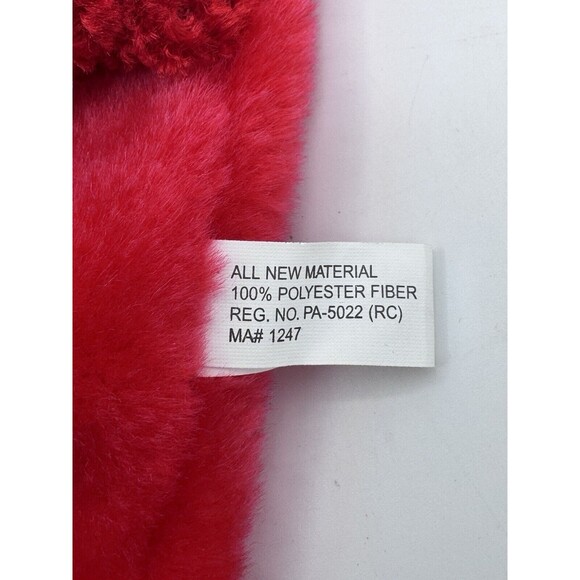 ALL NEW MATERIAL
100% POLYESTER FIBER
REG. NO. PA-5022 (RC)
MA# 1247